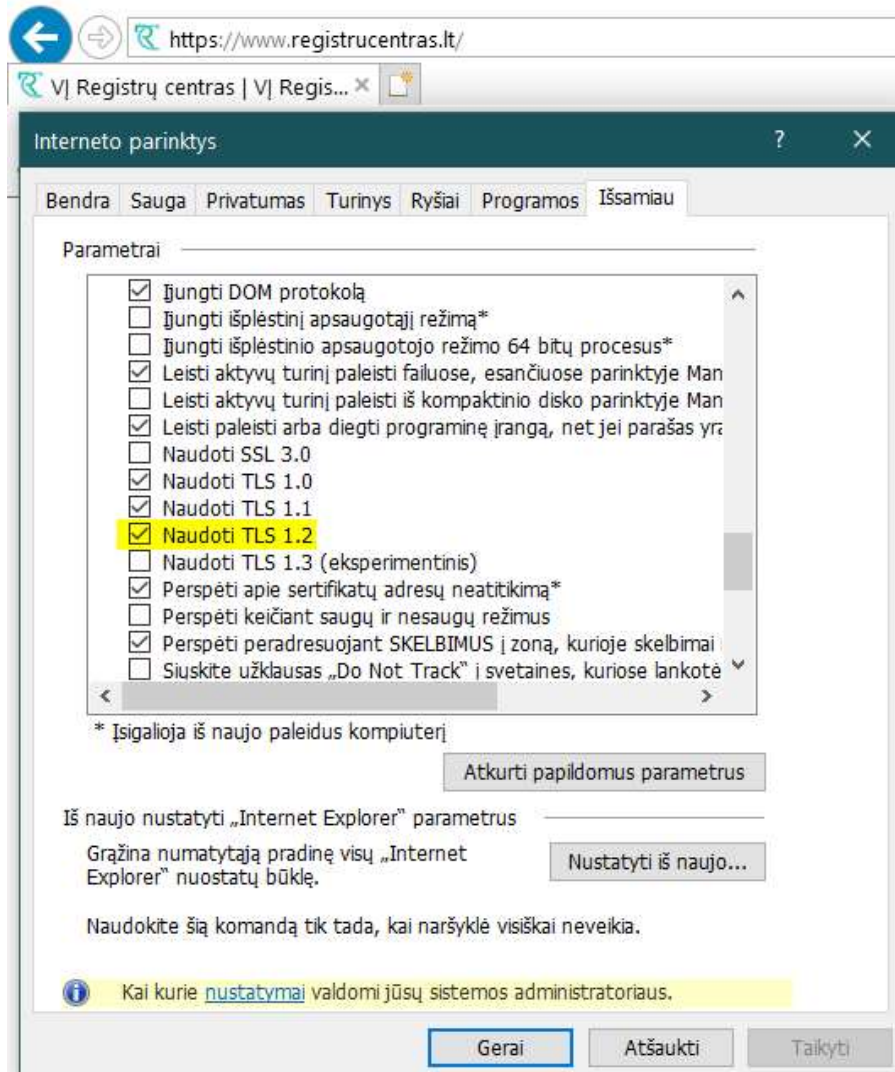 https://www.registrucentras.lt/
VĮ Registrų centras | VĮ Regis...
Interneto parinktys
Bendra Sauga Privatumas Turinys Ryšiai Programos Išsamiau
Parametrai
Įjungti DOM protokolą
Įjungti išplėstinį apsaugotąjį režimą*
Įjungti išplėstinio apsaugotojo režimo 64 bitų procesus*
Leisti aktyvų turinį paleisti failuose, esančiuose parinktyje Man
Leisti aktyvų turinį paleisti iš kompaktinio disko parinktyje Man
Leisti paleisti arba diegti programinę įrangą, net jei parašas yra
Naudoti SSL 3.0
Naudoti TLS 1.0
Naudoti TLS 1.1
Naudoti TLS 1.2
Naudoti TLS 1.3 (eksperimentinis)
Perspėti apie sertifikatų adresų neatitikimą*
Perspėti keičiant saugų ir nesaugų režimus
Perspėti peradresuojant SKELBIMUS į zoną, kurioje skelbimai
Siųskite užklausas „Do Not Track“ į svetaines, kuriose lankotė
* Įsigalioja iš naujo paleidus kompiuterį
Atkurti papildomus parametrus
Iš naujo nustatyti „Internet Explorer“ parametrus
Grąžina numatytąją pradinę visų „Internet
Explorer“ nuostatų būklę.
Nustatyti iš naujo...
Naudokite šią komandą tik tada, kai naršyklė visiškai neveikia.
Kai kurie nustatymai valdomi jūsų sistemos administratoriaus.
Gerai Atšaukti Taikyti